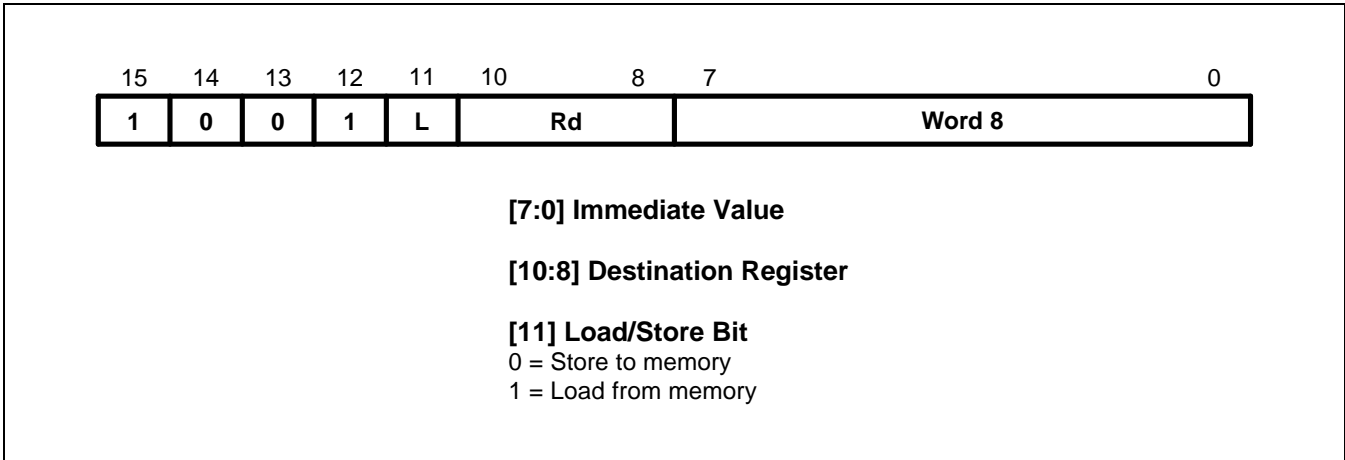 15 14 13 12 11 10 8 7 0
1 0 0 1 L Rd Word 8
[7:0] Immediate Value
[10:8] Destination Register
[11] Load/Store Bit
0 = Store to memory
1 = Load from memory